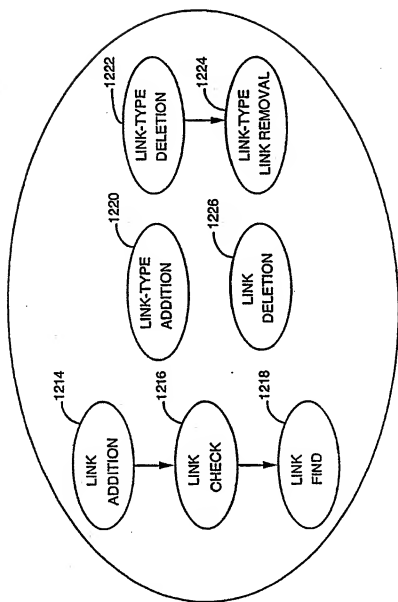 1214
LINK
ADDITION
1216
LINK
CHECK
1218
LINK
FIND
1220
LINK-TYPE
ADDITION
1226
LINK
DELETION
1222
LINK-TYPE
DELETION
1224
LINK-TYPE
LINK REMOVAL